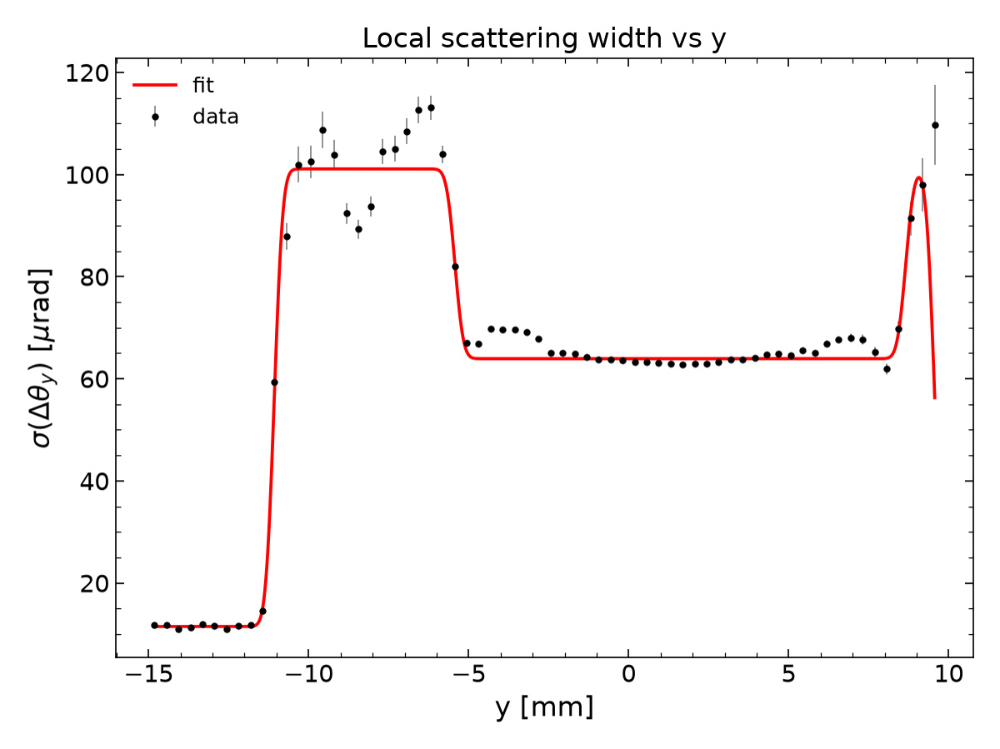 Local scattering width vs y
fit
data
120
100
80
60
40
20
σ(Δθ_y) [μrad]
−15 −10 −5 0 5 10
y [mm]